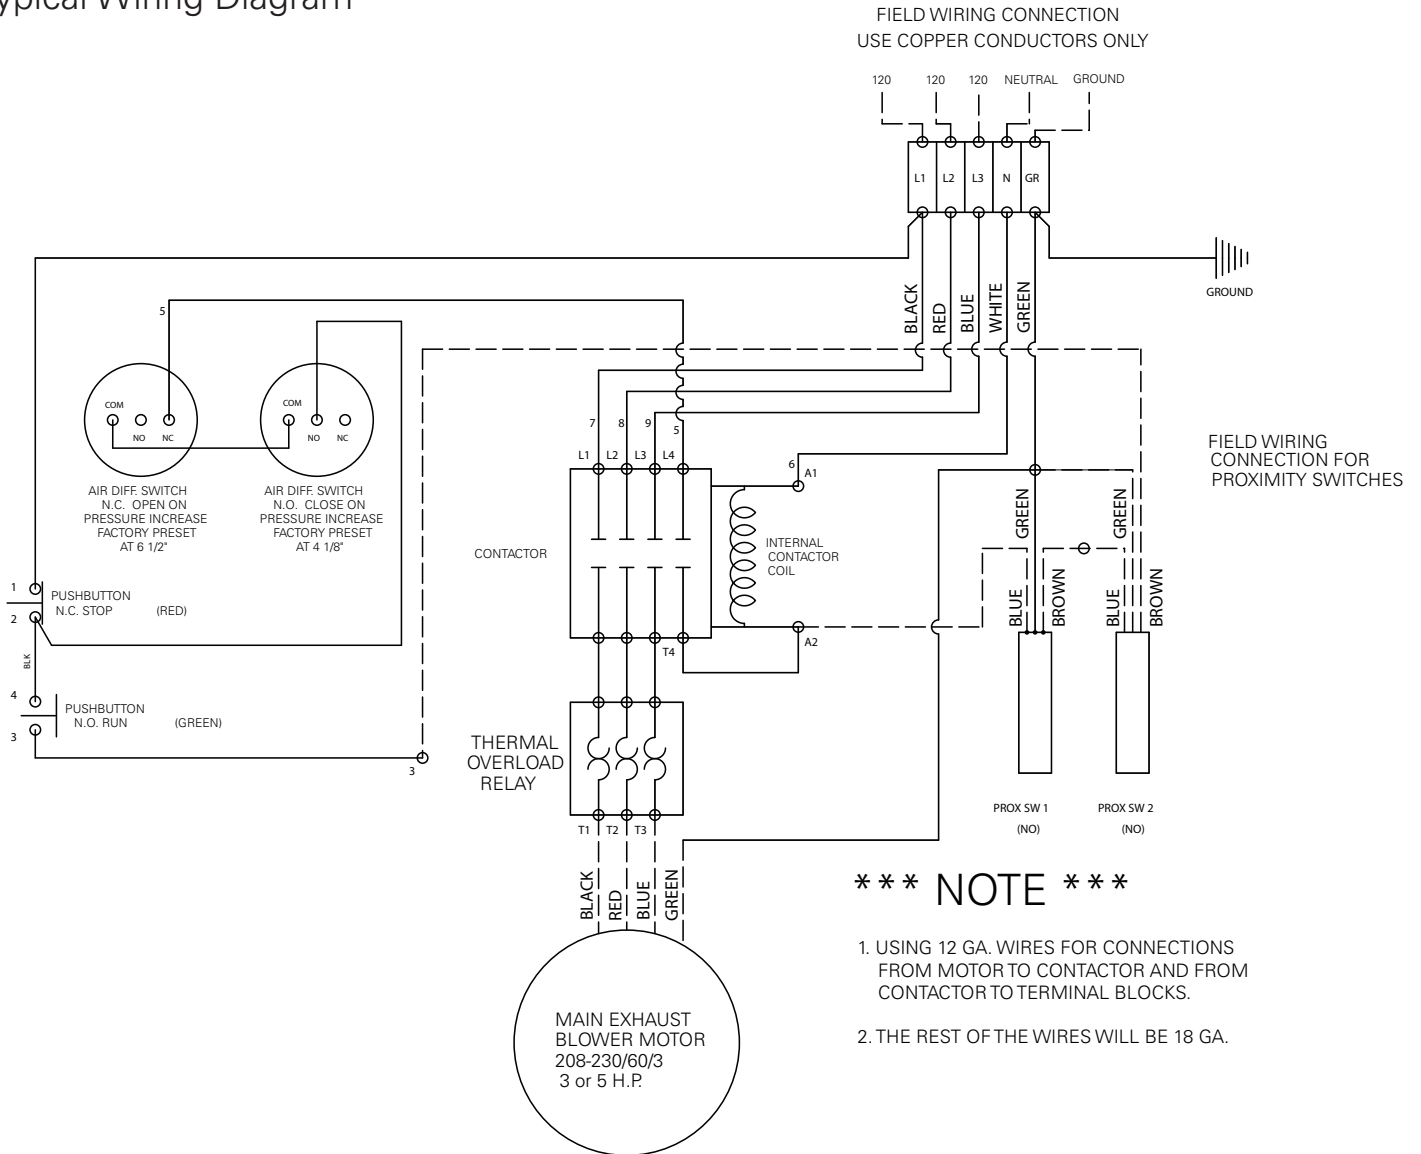 ypical Wiring Diagram
FIELD WIRING CONNECTION
USE COPPER CONDUCTORS ONLY
120 120 120 NEUTRAL GROUND
L1 L2 L3 N GR
BLACK
RED
BLUE
WHITE
GREEN
GROUND
5
COM
NO NC
COM
NO NC
AIR DIFF. SWITCH
N.C. OPEN ON
PRESSURE INCREASE
FACTORY PRESET
AT 6 1/2"
AIR DIFF. SWITCH
N.O. CLOSE ON
PRESSURE INCREASE
FACTORY PRESET
AT 4 1/8"
7 8 9 5
L1 L2 L3 L4
6
A1
FIELD WIRING
CONNECTION FOR
PROXIMITY SWITCHES
CONTACTOR
INTERNAL
CONTACTOR
COIL
GREEN
GREEN
BLUE
BROWN
BLUE
BROWN
1
2
PUSHBUTTON
N.C. STOP (RED)
BLK
T4
A2
4
3
PUSHBUTTON
N.O. RUN (GREEN)
3
THERMAL
OVERLOAD
RELAY
T1 T2 T3
PROX SW 1
(NO)
PROX SW 2
(NO)
BLACK
RED
BLUE
GREEN
*** NOTE ***
1. USING 12 GA. WIRES FOR CONNECTIONS
FROM MOTOR TO CONTACTOR AND FROM
CONTACTOR TO TERMINAL BLOCKS.
2. THE REST OF THE WIRES WILL BE 18 GA.
MAIN EXHAUST
BLOWER MOTOR
208-230/60/3
3 or 5 H.P.